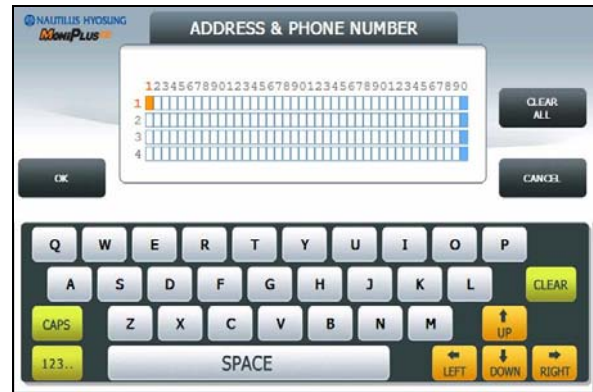 NAUTILUS HYOSUNG
MoniPlus
ADDRESS & PHONE NUMBER
1234567890123456789012345678901234567890
1
2
3
4
CLEAR ALL
OK
CANCEL
Q W E R T Y U I O P
A S D F G H J K L CLEAR
CAPS Z X C V B N M UP
123.. SPACE LEFT DOWN RIGHT